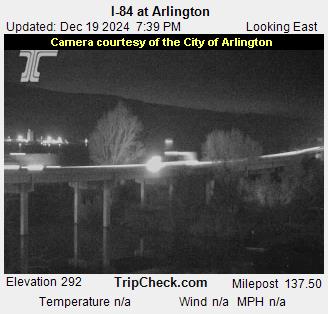 I-84 at Arlington
Updated: Dec 19 2024 7:39 PM Looking East
Camera courtesy of the City of Arlington
Elevation 292 TripCheck.com Milepost 137.50
Temperature n/a Wind n/a MPH n/a